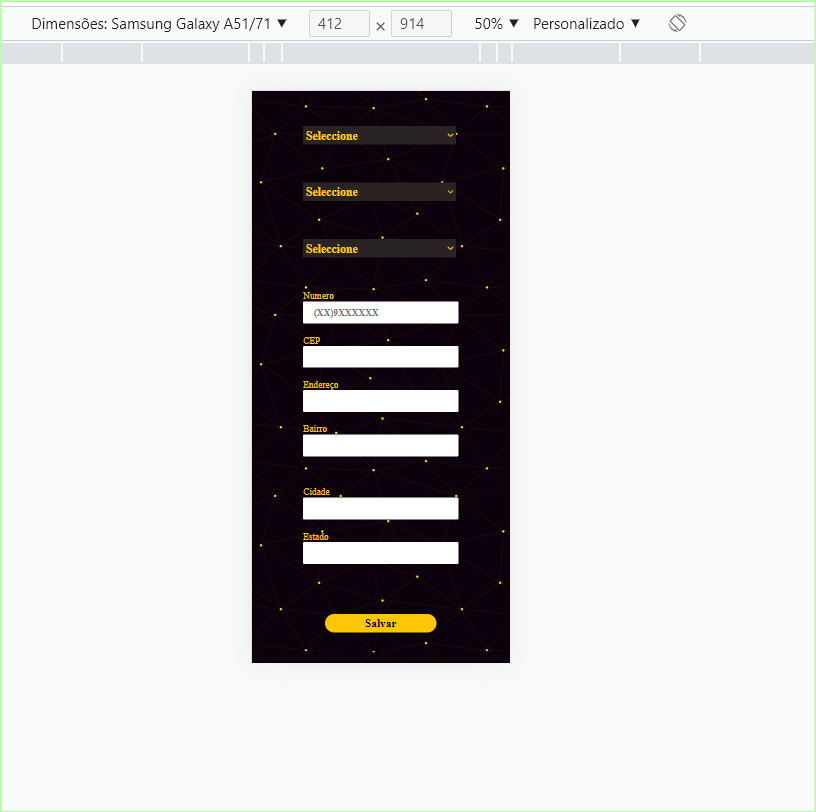 Dimensões: Samsung Galaxy A51/71 ▼ 412 × 914 50% ▼ Personalizado ▼
Seleccione
Seleccione
Seleccione
Numero
(XX)9XXXXXX
CEP
Endereço
Bairro
Cidade
Estado
Salvar